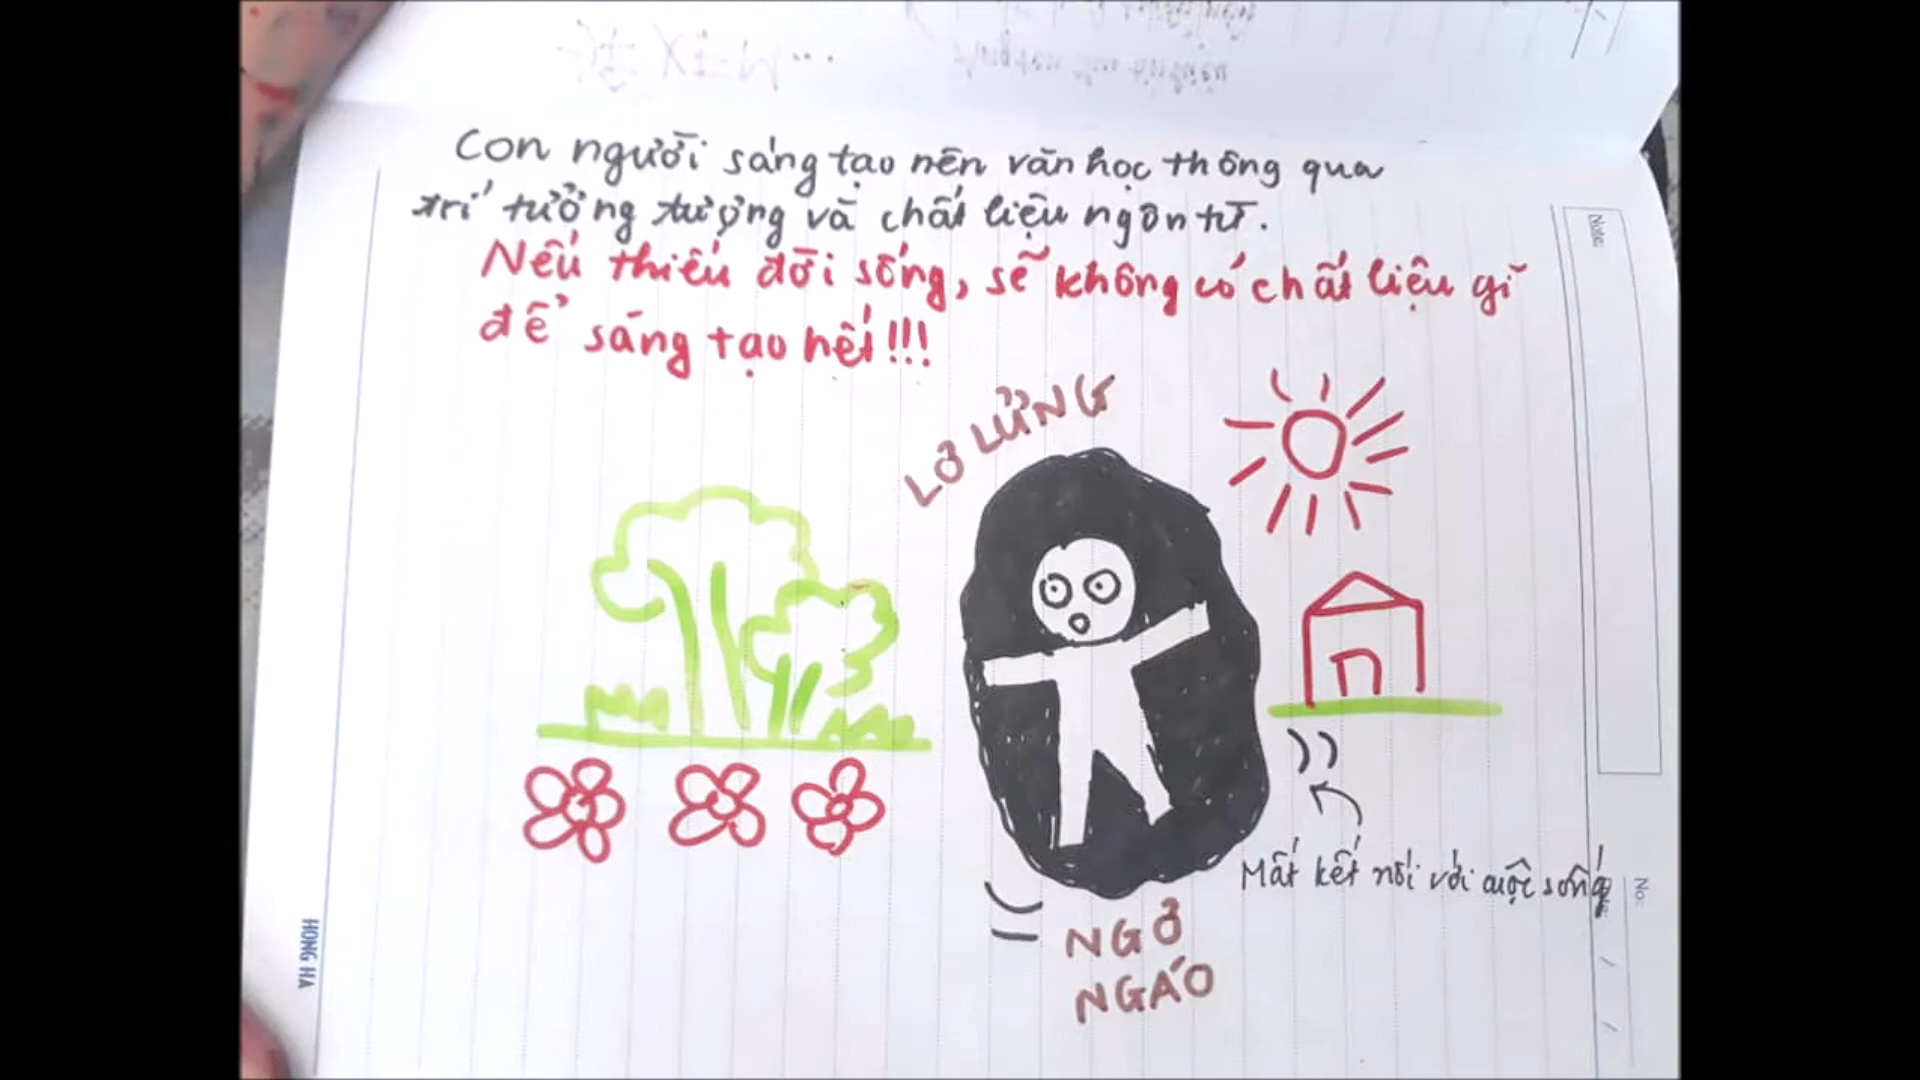 Con người sáng tạo nên văn học thông qua
trí tưởng tượng và chất liệu ngôn từ.
Nếu thiếu đời sống, sẽ không có chất liệu gì
để sáng tạo hết!!!
LƠ LỬNG
Mất kết nối với cuộc sống
NGƠ
NGÁO
HONG HA
Note:
No: